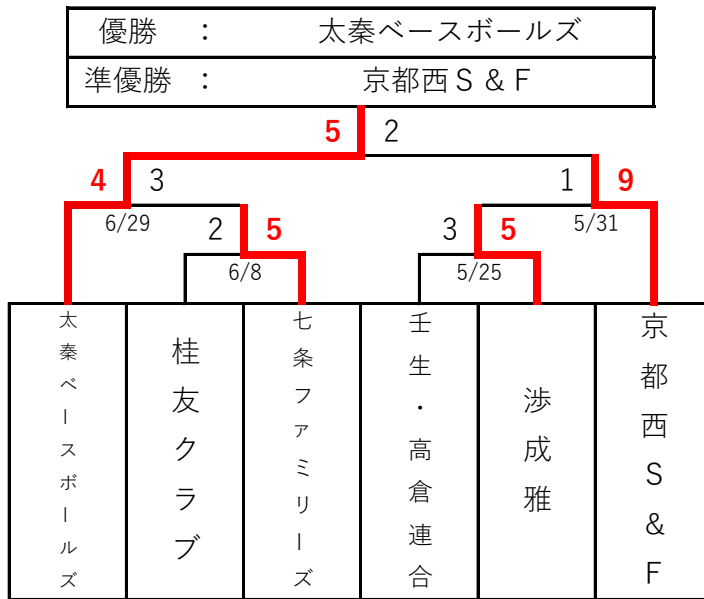 優勝 ： 太秦ベースボールズ
準優勝 ： 京都西Ｓ＆Ｆ
5 2
4 3 1 9
6/29 5/31
2 5 3 5
6/8 5/25
太秦ベースボールズ
桂友クラブ
七条ファミリーズ
壬生・高倉連合
渉成雅
京都西Ｓ＆Ｆ